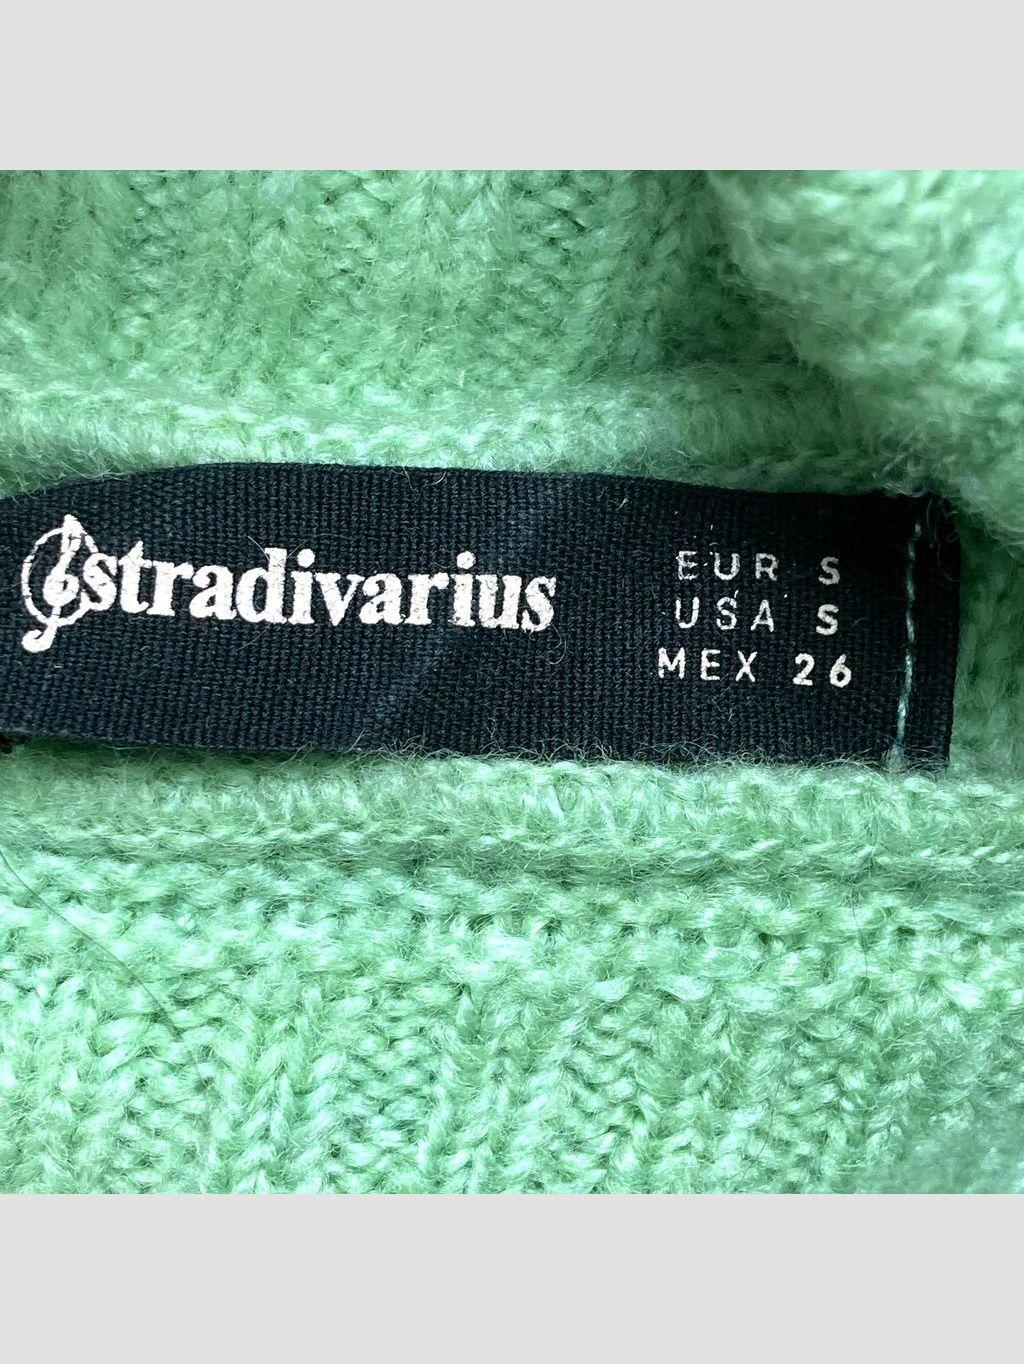 stradivarius
EUR S
USA S
MEX 26